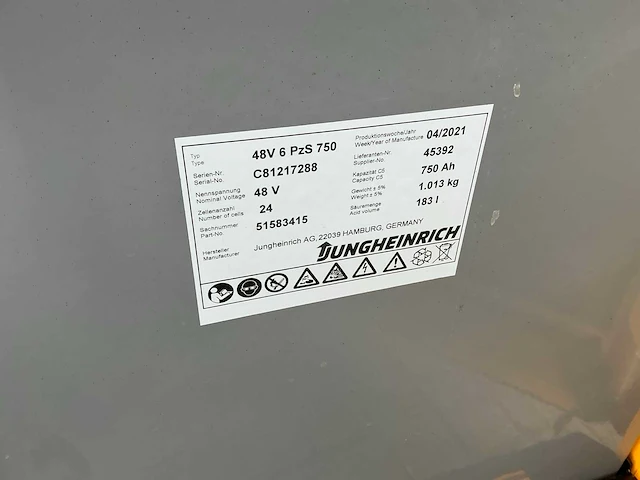 Typ
Type
48V 6 PzS 750
Produktionswoche/Jahr
Week/Year of Manufacture
04/2021
Serien-Nr.
Serial-No.
C81217288
Lieferanten-Nr.
Supplier-No.
45392
Nennspannung
Nominal Voltage
48 V
Kapazität C5
Capacity C5
750 Ah
Zellenanzahl
Number of cells
24
Gewicht ± 5%
Weight ± 5%
1.013 kg
Sachnummer
Part-No.
51583415
Säuremenge
Acid volume
183 l
Hersteller
Manufacturer
Jungheinrich AG, 22039 HAMBURG, GERMANY
JUNGHEINRICH